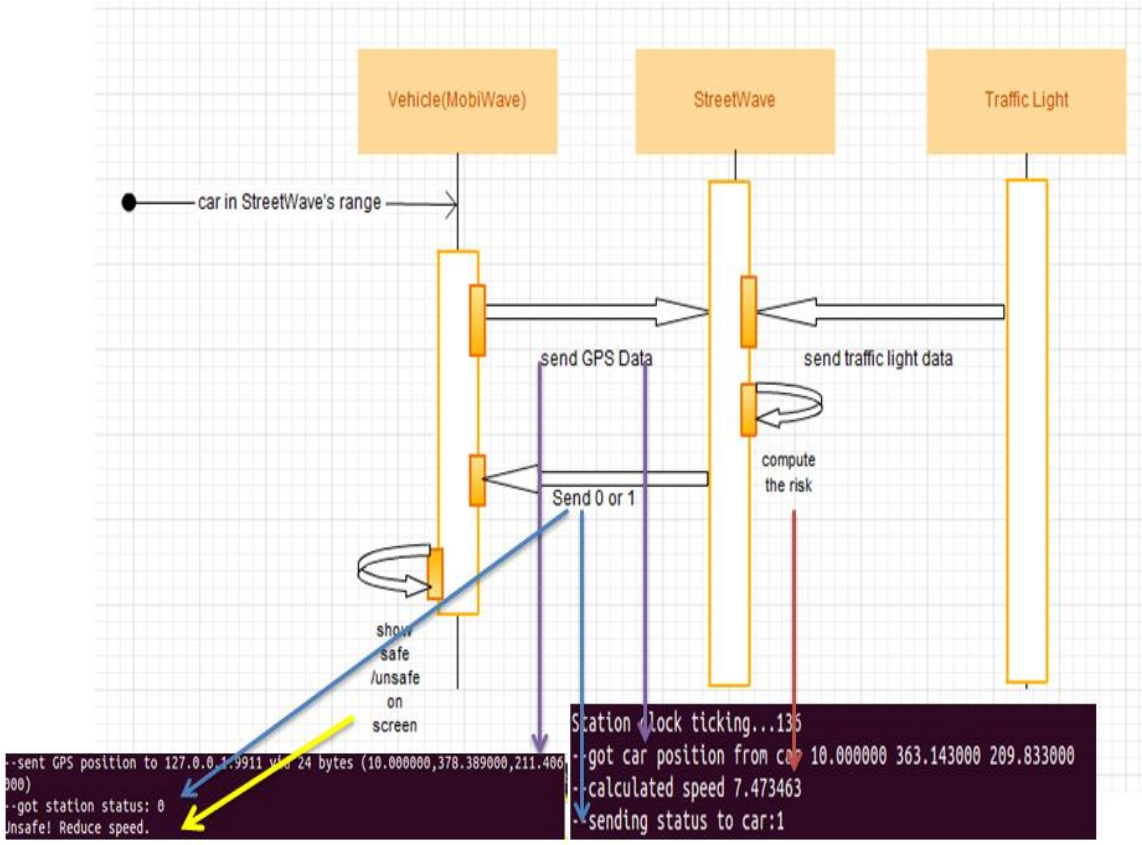 Vehicle(MobiWave)
StreetWave
Traffic Light
car in StreetWave's range
send GPS Data
send traffic light data
compute
the risk
Send 0 or 1
show
safe
/unsafe
on
screen
--sent GPS position to 127.0.0.1:9911 24 bytes (10.000000,378.389000,211.406
000)
--got station status: 0
Unsafe! Reduce speed.
Station clock ticking...136
--got car position from car 10.000000 363.143000 209.833000
--calculated speed 7.473463
--sending status to car:1